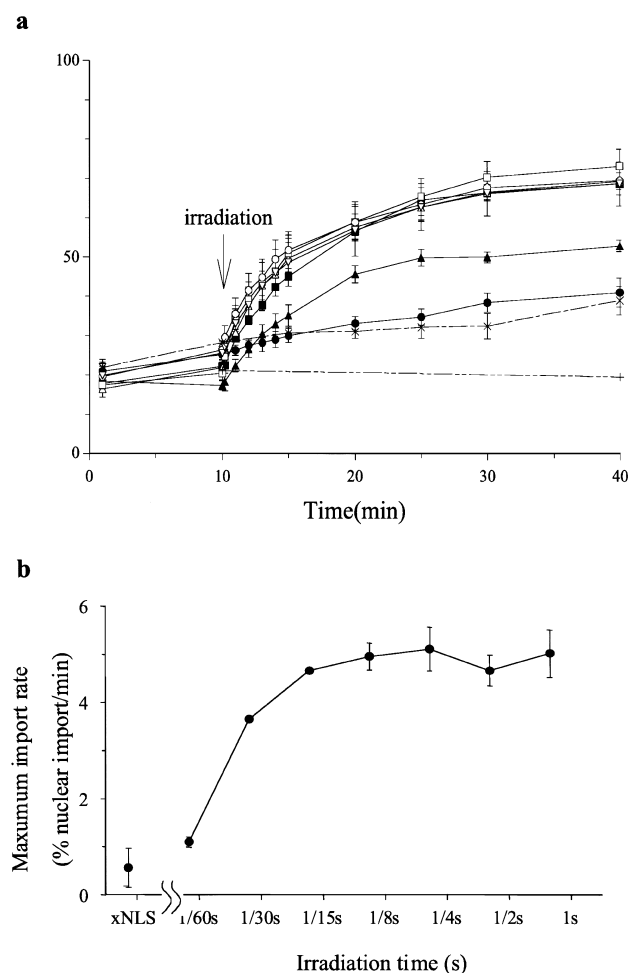 a
100
irradiation
50
0
0
10
20
30
40
Time(min)
b
6
4
2
0
Maxumum import rate
(% nuclear import/min)
xNLS 1/60s 1/30s 1/15s 1/8s 1/4s 1/2s 1s
Irradiation time (s)